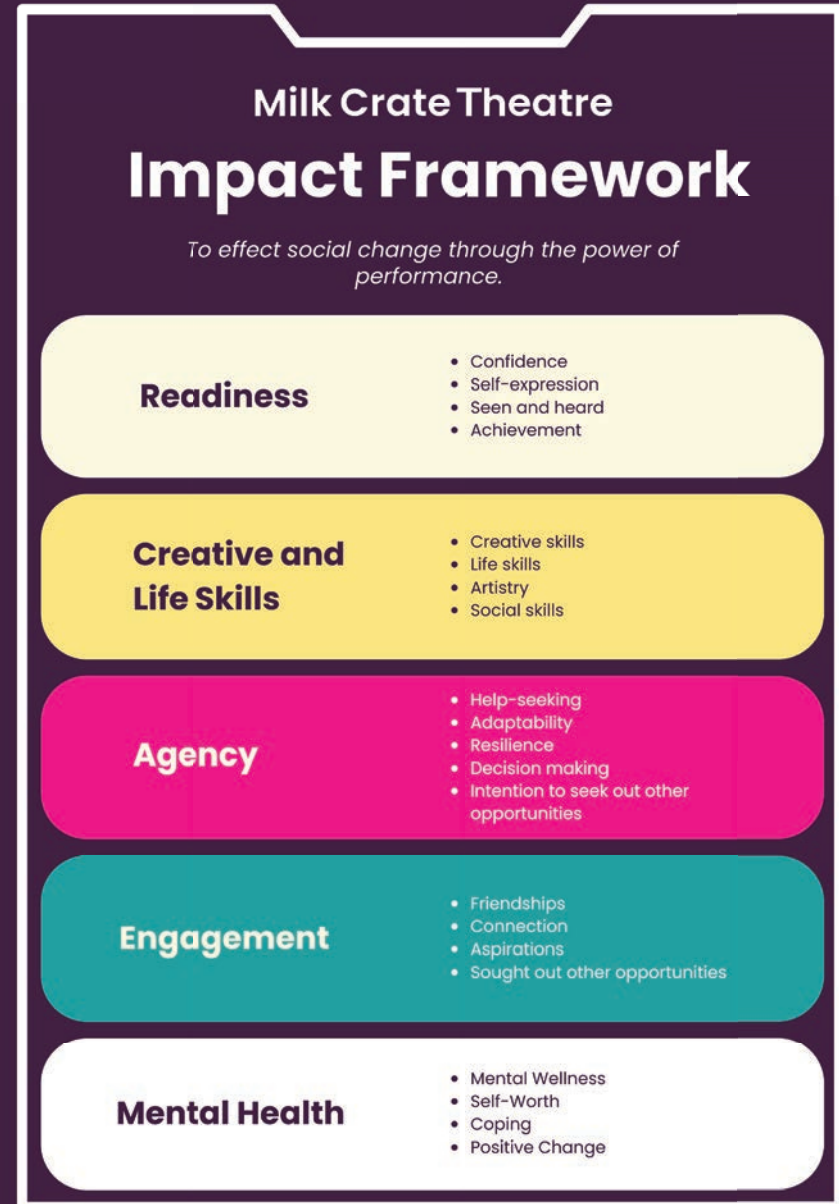 Milk Crate Theatre
Impact Framework
To effect social change through the power of
performance.
Readiness
• Confidence
• Self-expression
• Seen and heard
• Achievement
Creative and
Life Skills
• Creative skills
• Life skills
• Artistry
• Social skills
Agency
• Help-seeking
• Adaptability
• Resilience
• Decision making
• Intention to seek out other
opportunities
Engagement
• Friendships
• Connection
• Aspirations
• Sought out other opportunities
Mental Health
• Mental Wellness
• Self-Worth
• Coping
• Positive Change